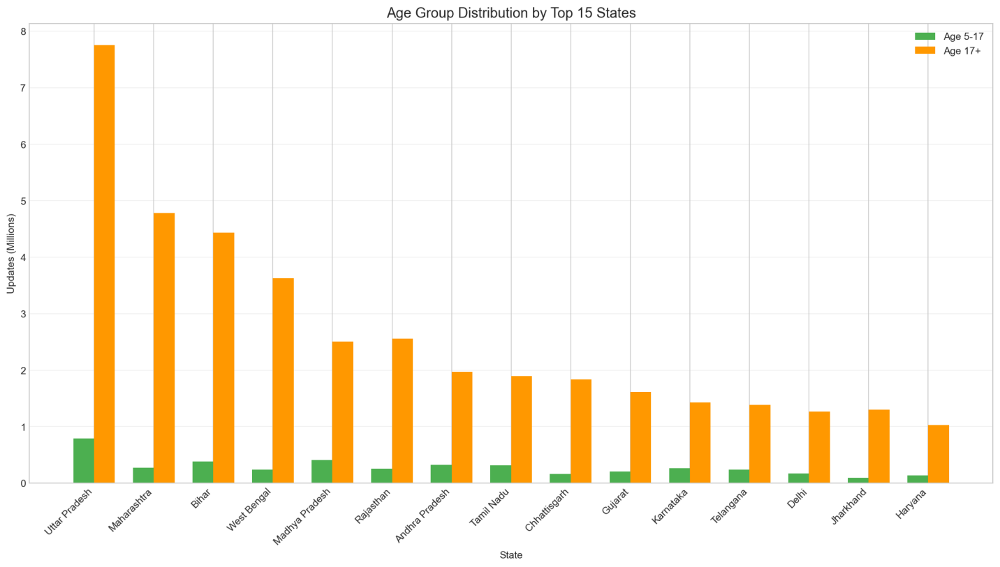 Age Group Distribution by Top 15 States
Age 5-17
Age 17+
8
7
6
5
4
3
2
1
0
Updates (Millions)
Uttar Pradesh
Maharashtra
Bihar
West Bengal
Madhya Pradesh
Rajasthan
Andhra Pradesh
Tamil Nadu
Chhattisgarh
Gujarat
Karnataka
Telangana
Delhi
Jharkhand
Haryana
State